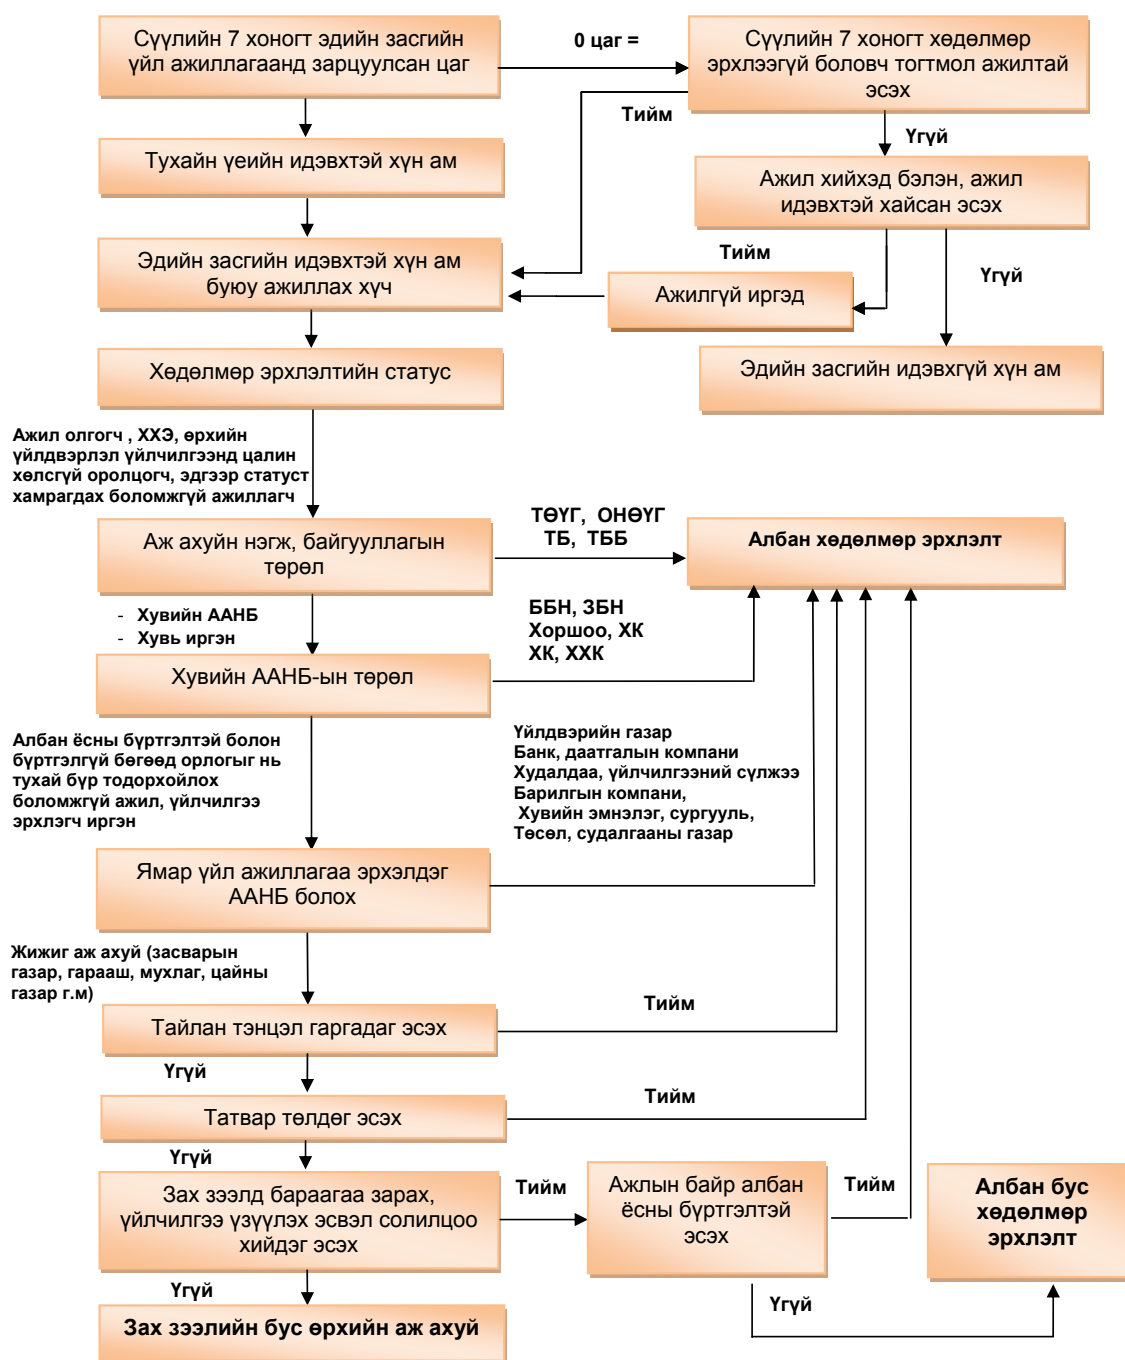 Сүүлийн 7 хоногт эдийн засгийн
үйл ажиллагаанд зарцуулсан цаг
0 цаг =
Сүүлийн 7 хоногт хөдөлмөр
эрхлээгүй боловч тогтмол ажилтай
эсэх
Тийм
Үгүй
Тухайн үеийн идэвхтэй хүн ам
Ажил хийхэд бэлэн, ажил
идэвхтэй хайсан эсэх
Эдийн засгийн идэвхтэй хүн ам
буюу ажиллах хүч
Тийм
Үгүй
Ажилгүй иргэд
Хөдөлмөр эрхлэлтийн статус
Эдийн засгийн идэвхгүй хүн ам
Ажил олгогч , ХХЭ, өрхийн
үйлдвэрлэл үйлчилгээнд цалин
хөлсгүй оролцогч, эдгээр статуст
хамрагдах боломжгүй ажиллагч
Аж ахуйн нэгж, байгууллагын
төрөл
ТӨҮГ, ОНӨҮГ
ТБ, ТББ
Албан хөдөлмөр эрхлэлт
- Хувийн ААНБ
- Хувь иргэн
ББН, ЗБН
Хоршоо, ХК
ХК, ХХК
Хувийн ААНБ-ын төрөл
Албан ёсны бүртгэлтэй болон
бүртгэлгүй бөгөөд орлогыг нь
тухай бүр тодорхойлох
боломжгүй ажил, үйлчилгээ
эрхлэгч иргэн
Үйлдвэрийн газар
Банк, даатгалын компани
Худалдаа, үйлчилгээний сүлжээ
Барилгын компани,
Хувийн эмнэлэг, сургууль,
Төсөл, судалгааны газар
Ямар үйл ажиллагаа эрхэлдэг
ААНБ болох
Жижиг аж ахуй (засварын
газар, гарааш, мухлаг, цайны
газар г.м)
Тайлан тэнцэл гаргадаг эсэх
Тийм
Үгүй
Татвар төлдөг эсэх
Тийм
Үгүй
Зах зээлд бараагаа зарах,
үйлчилгээ үзүүлэх эсвэл солилцоо
хийдэг эсэх
Тийм
Ажлын байр албан
ёсны бүртгэлтэй
эсэх
Тийм
Албан бус
хөдөлмөр
эрхлэлт
Үгүй
Үгүй
Зах зээлийн бус өрхийн аж ахуй